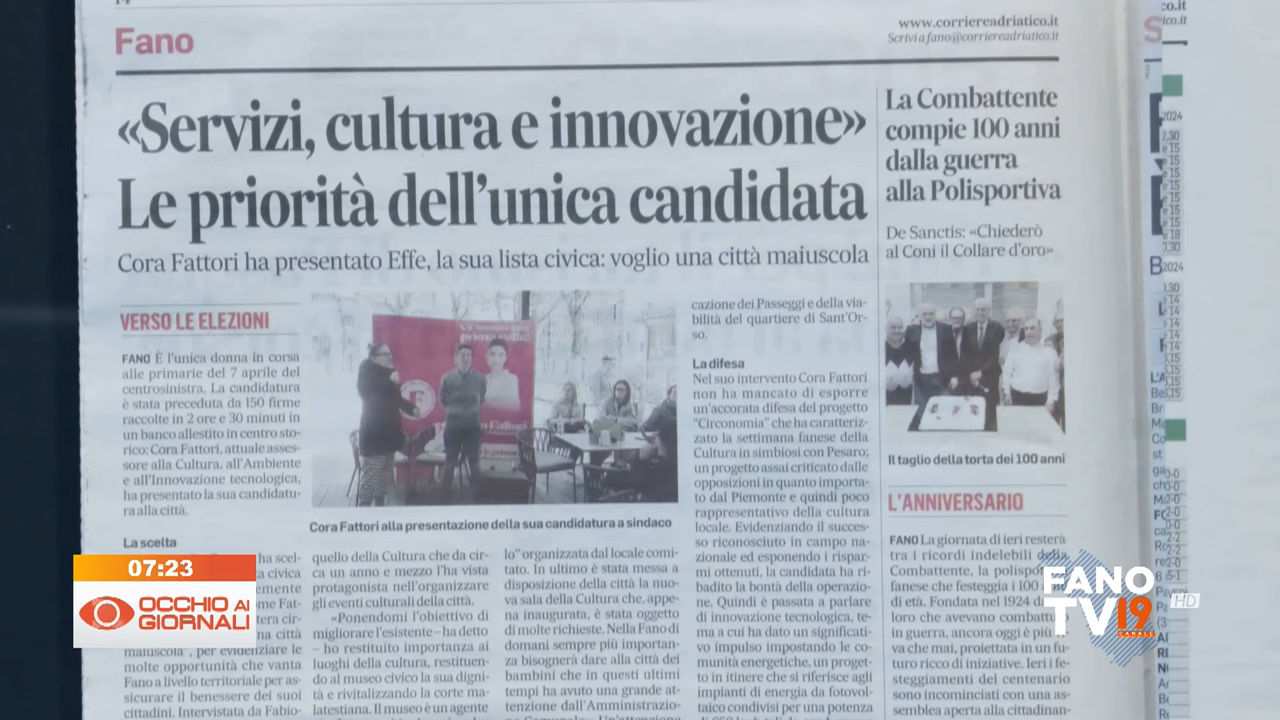 Fano
www.corriereadriatico.it
Scrivi a fano@corriereadriatico.it
«Servizi, cultura e innovazione»
Le priorità dell'unica candidata
Cora Fattori ha presentato Effe, la sua lista civica: voglio una città maiuscola
VERSO LE ELEZIONI
FANO È l'unica donna in corsa
alle primarie del 7 aprile del
centrosinistra. La candidatura
è stata preceduta da 150 firme
raccolte in 2 ore e 30 minuti in
un banco allestito in centro sto-
rico: Cora Fattori, attuale asses-
sore alla Cultura, all'Ambiente
e all'Innovazione tecnologica,
ha presentato la sua candidatu-
ra alla città.
La scelta
ha scel-
a civica
emente
me Fat-
era cir-
na città
maiuscola", per evidenziare le
molte opportunità che vanta
Fano a livello territoriale per as-
sicurare il benessere dei suoi
cittadini. Intervistata da Fabio-
Cora Fattori alla presentazione della sua candidatura a sindaco
quello della Cultura che da cir-
ca un anno e mezzo l'ha vista
protagonista nell'organizzare
gli eventi culturali della città.
«Ponendomi l'obiettivo di
migliorare l'esistente – ha detto
– ho restituito importanza ai
luoghi della cultura, restituen-
do al museo civico la sua digni-
tà e rivitalizzando la corte ma-
latestiana. Il museo è un agente
lo" organizzata dal locale comi-
tato. In ultimo è stata messa a
disposizione della città la nuo-
va sala della Cultura che, appe-
na inaugurata, è stata oggetto
di molte richieste. Nella Fano di
domani sempre più importan-
za bisognerà dare alla città dei
bambini che in questi ultimi
tempi ha avuto una grande at-
tenzione dall'Amministrazio-
cazione dei Passeggi e della via-
bilità del quartiere di Sant'Or-
so.
La difesa
Nel suo intervento Cora Fattori
non ha mancato di esporre
un'accorata difesa del progetto
"Circonomia" che ha caratteriz-
zato la settimana fanese della
Cultura in simbiosi con Pesaro;
un progetto assai criticato dalle
opposizioni in quanto importa-
to dal Piemonte e quindi poco
rappresentativo della cultura
locale. Evidenziando il succes-
so riconosciuto in campo na-
zionale ed esponendo i rispar-
mi ottenuti, la candidata ha ri-
badito la bontà della operazio-
ne. Quindi è passata a parlare
di innovazione tecnologica, te-
ma a cui ha dato un significati-
vo impulso impostando le co-
munità energetiche, un proget-
to in itinere che si riferisce agli
impianti di energia da fotovol-
taico condivisi per una potenza
La Combattente
compie 100 anni
dalla guerra
alla Polisportiva
De Sanctis: «Chiederò
al Coni il Collare d'oro»
Il taglio della torta dei 100 anni
L'ANNIVERSARIO
FANO La giornata di ieri resterà
tra i ricordi indelebili della
Combattente, la polispo
fanese che festeggia i 100
di età. Fondata nel 1924 d
loro che avevano combatt
in guerra, ancora oggi è più
va che mai, proiettata in un fu-
turo ricco di iniziative. Ieri i fe-
steggiamenti del centenario
sono incominciati con una as-
semblea aperta alla cittadinan-
07:23
OCCHIO AI
GIORNALI
FANO
TV19
CANALE
HD